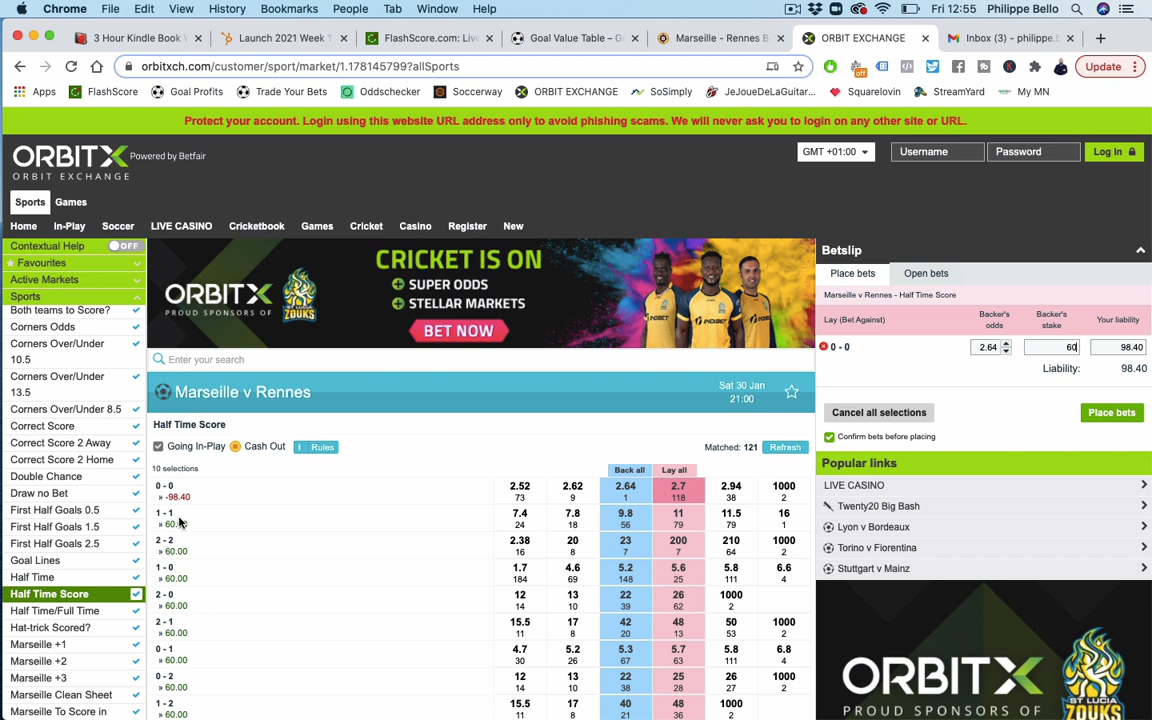 Chrome File Edit View History Bookmarks People Tab Window Help Fri 12:55 Philippe Bello
3 Hour Kindle Book Launch 2021 Week 1 FlashScore.com: Live Goal Value Table – G Marseille - Rennes B ORBIT EXCHANGE Inbox (3) - philippe.b
orbitxch.com/customer/sport/market/1.178145799?allSports off Update
Apps FlashScore Goal Profits Trade Your Bets Oddschecker Soccerway ORBIT EXCHANGE SoSimply JeJoueDeLaGuitar... Squarelovin StreamYard My MN
Protect your account. Login using this website URL address only to avoid phishing scams. We will never ask you to login on any other site or URL.
ORBITX Powered by Betfair
ORBIT EXCHANGE
GMT +01:00 Username Password Log In
Sports Games
Home In-Play Soccer LIVE CASINO Cricketbook Games Cricket Casino Register New
Contextual Help OFF
Favourites
Active Markets
Sports
Both teams to Score?
Corners Odds
Corners Over/Under
10.5
Corners Over/Under
13.5
Corners Over/Under 8.5
Correct Score
Correct Score 2 Away
Correct Score 2 Home
Double Chance
Draw no Bet
First Half Goals 0.5
First Half Goals 1.5
First Half Goals 2.5
Goal Lines
Half Time
Half Time Score
Half Time/Full Time
Hat-trick Scored?
Marseille +1
Marseille +2
Marseille +3
Marseille Clean Sheet
Marseille To Score in
ORBITX
PROUD SPONSORS OF
ST LUCIA
ZOUKS
CRICKET IS ON
SUPER ODDS
STELLAR MARKETS
BET NOW
Enter your search
Marseille v Rennes
Sat 30 Jan
21:00
Half Time Score
Going In-Play Cash Out i Rules Matched: 121 Refresh
10 selections Back all Lay all
0 - 0 2.52 2.62 2.64 2.7 2.94 1000
» -98.40 73 9 1 118 38 2
1 - 1 7.4 7.8 9.8 11 11.5 16
» 60. 24 18 56 79 79 1
2 - 2 2.38 20 23 200 210 1000
» 60.00 16 8 7 7 64 2
1 - 0 1.7 4.6 5.2 5.6 5.8 6.6
» 60.00 184 69 148 25 111 4
2 - 0 12 13 22 26 1000
» 60.00 14 10 39 62 2
2 - 1 15.5 17 42 48 50 1000
» 60.00 11 8 20 13 53 2
0 - 1 4.7 5.2 5.3 5.7 5.8 6.8
» 60.00 30 26 67 63 111 4
0 - 2 12 13 22 25 26 1000
» 60.00 14 10 38 28 27 2
1 - 2 15.5 17 40 48 1000
» 60.00 11 8 21 36 2
Betslip
Place bets Open bets
Marseille v Rennes - Half Time Score
Lay (Bet Against) Backer's odds Backer's stake Your liability
0 - 0 2.64 60 98.40
Liability: 98.40
Cancel all selections Place bets
Confirm bets before placing
Popular links
LIVE CASINO
Twenty20 Big Bash
Lyon v Bordeaux
Torino v Fiorentina
Stuttgart v Mainz
ORBITX
PROUD SPONSORS OF
ST LUCIA
ZOUKS